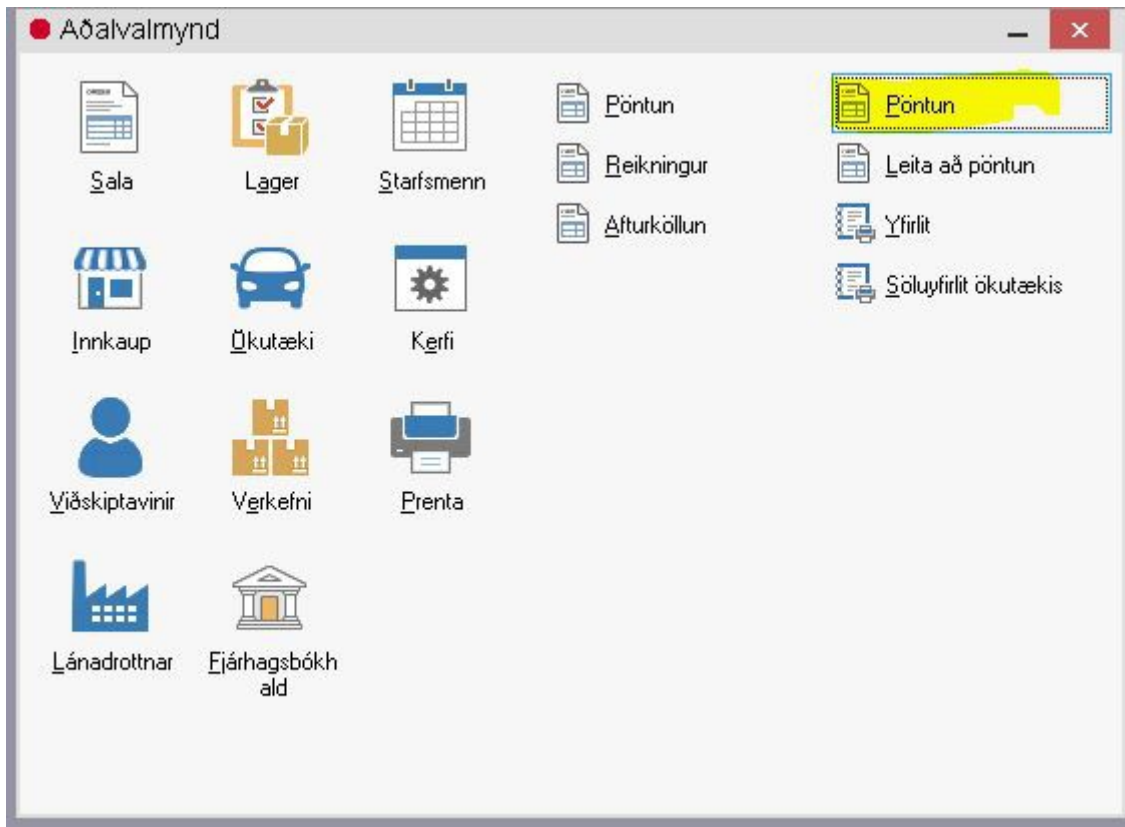 Aðalvalmynd
Sala
Lager
Starfsmenn
Innkaup
Ökutæki
Kerfi
Viðskiptavinir
Verkefni
Prenta
Lánadrottnar
Fjárhagsbókh
ald
Pöntun
Reikningur
Afturköllun
Pöntun
Leita að pöntun
Yfirlit
Söluyfirlit ökutækis